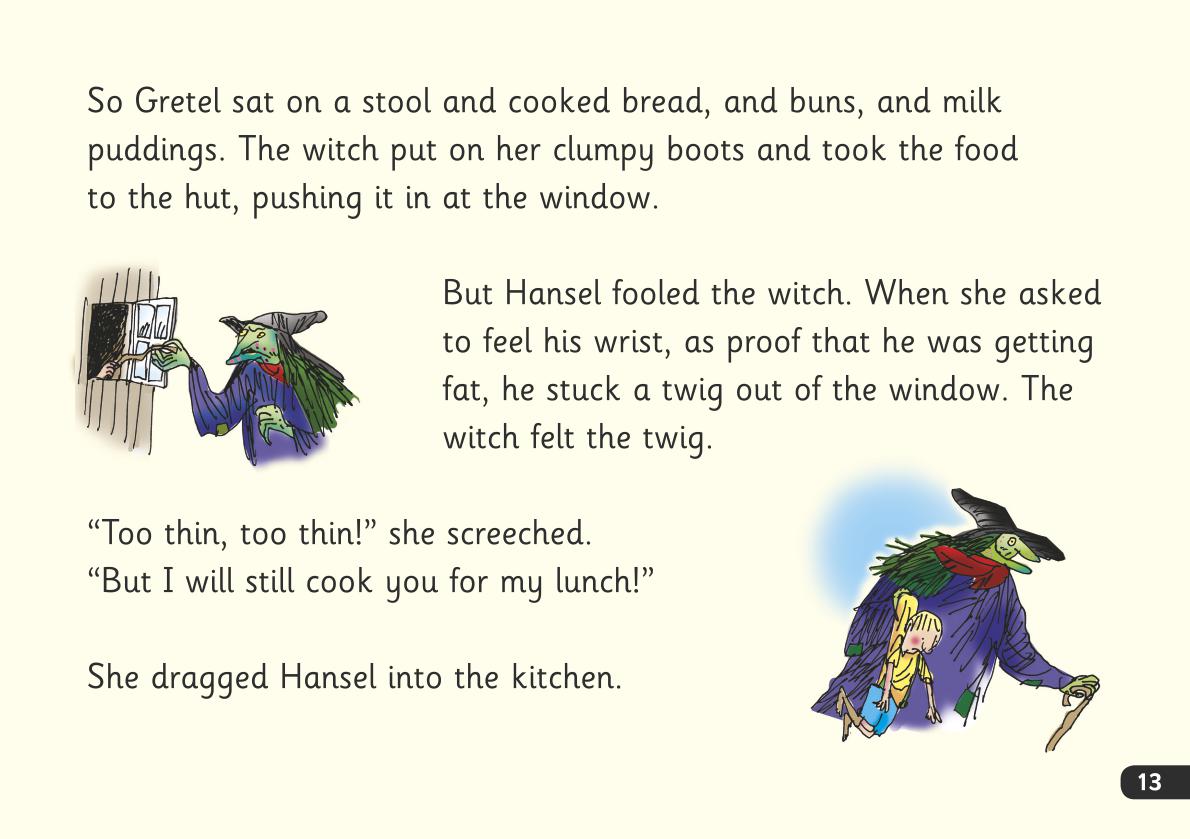 So Gretel sat on a stool and cooked bread, and buns, and milk
puddings. The witch put on her clumpy boots and took the food
to the hut, pushing it in at the window.
But Hansel fooled the witch. When she asked
to feel his wrist, as proof that he was getting
fat, he stuck a twig out of the window. The
witch felt the twig.
“Too thin, too thin!” she screeched.
“But I will still cook you for my lunch!”
She dragged Hansel into the kitchen.
13